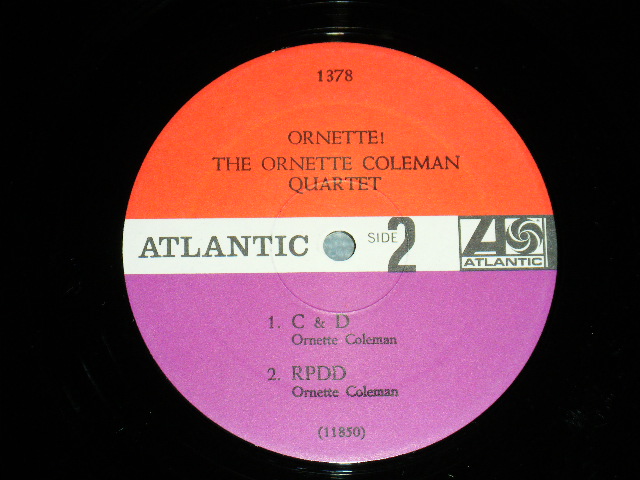 1378
ORNETTE!
THE ORNETTE COLEMAN
QUARTET
ATLANTIC
SIDE 2
ATLANTIC
1. C & D
Ornette Coleman
2. RPDD
Ornette Coleman
(11850)